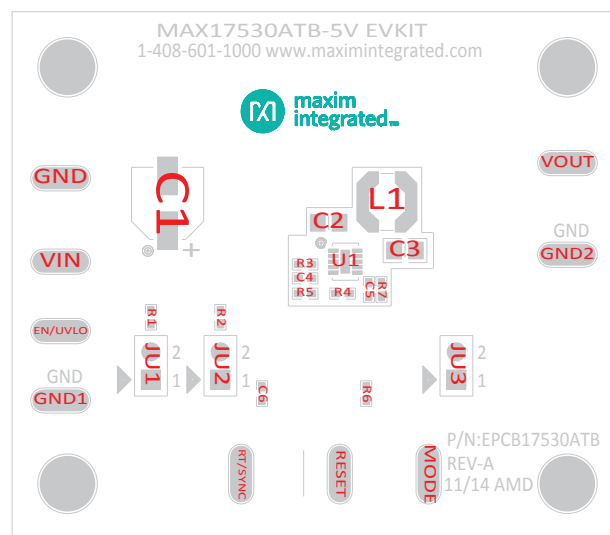 MAX17530ATB-5V EVKIT
1-408-601-1000 www.maximintegrated.com
maxim
integrated™
GND
VOUT
C1
L1
C2
GND
C3
VIN
GND2
U1
R3
C4
R5
R4
C5
R7
EN/UVLO
R1
R2
JU1
2
1
JU2
2
1
JU3
2
1
GND
GND1
C6
R6
P/N:EPCB17530ATB
REV-A
11/14 AMD
RT/SYNC
RESET
MODE
+